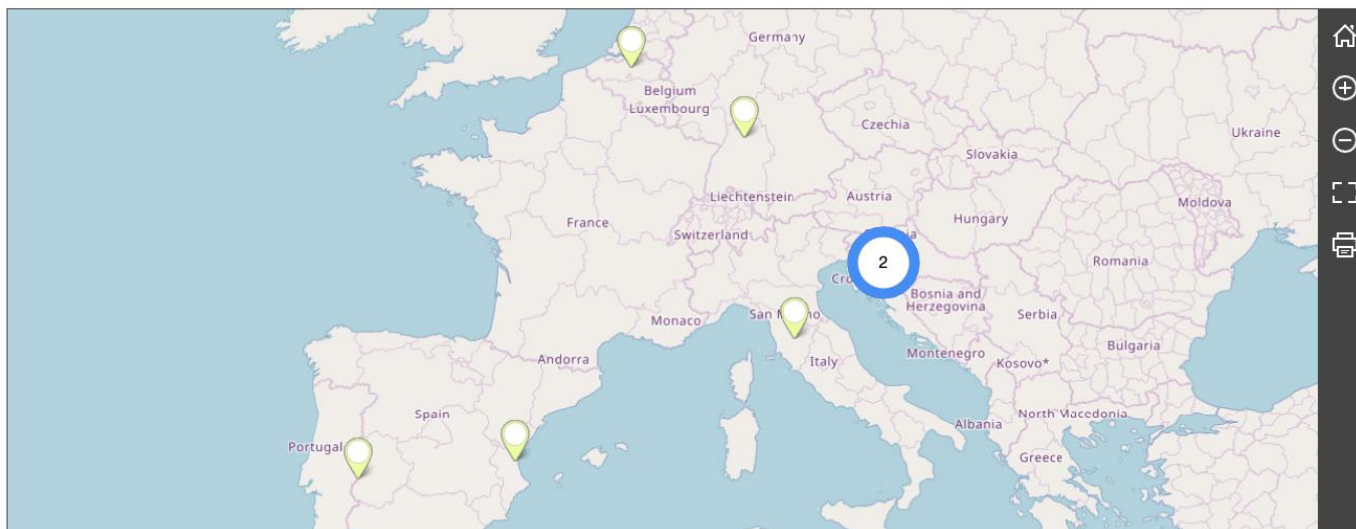 Germany
Belgium
Luxembourg
Czechia
Ukraine
Slovakia
Liechtenstein
Austria
Moldova
France
Switzerland
Hungary
2
Romania
Bosnia and
Herzegovina
Monaco
Serbia
Andorra
Italy
Montenegro
Kosovo*
Bulgaria
Spain
Portugal
Albania
North Macedonia
Greece